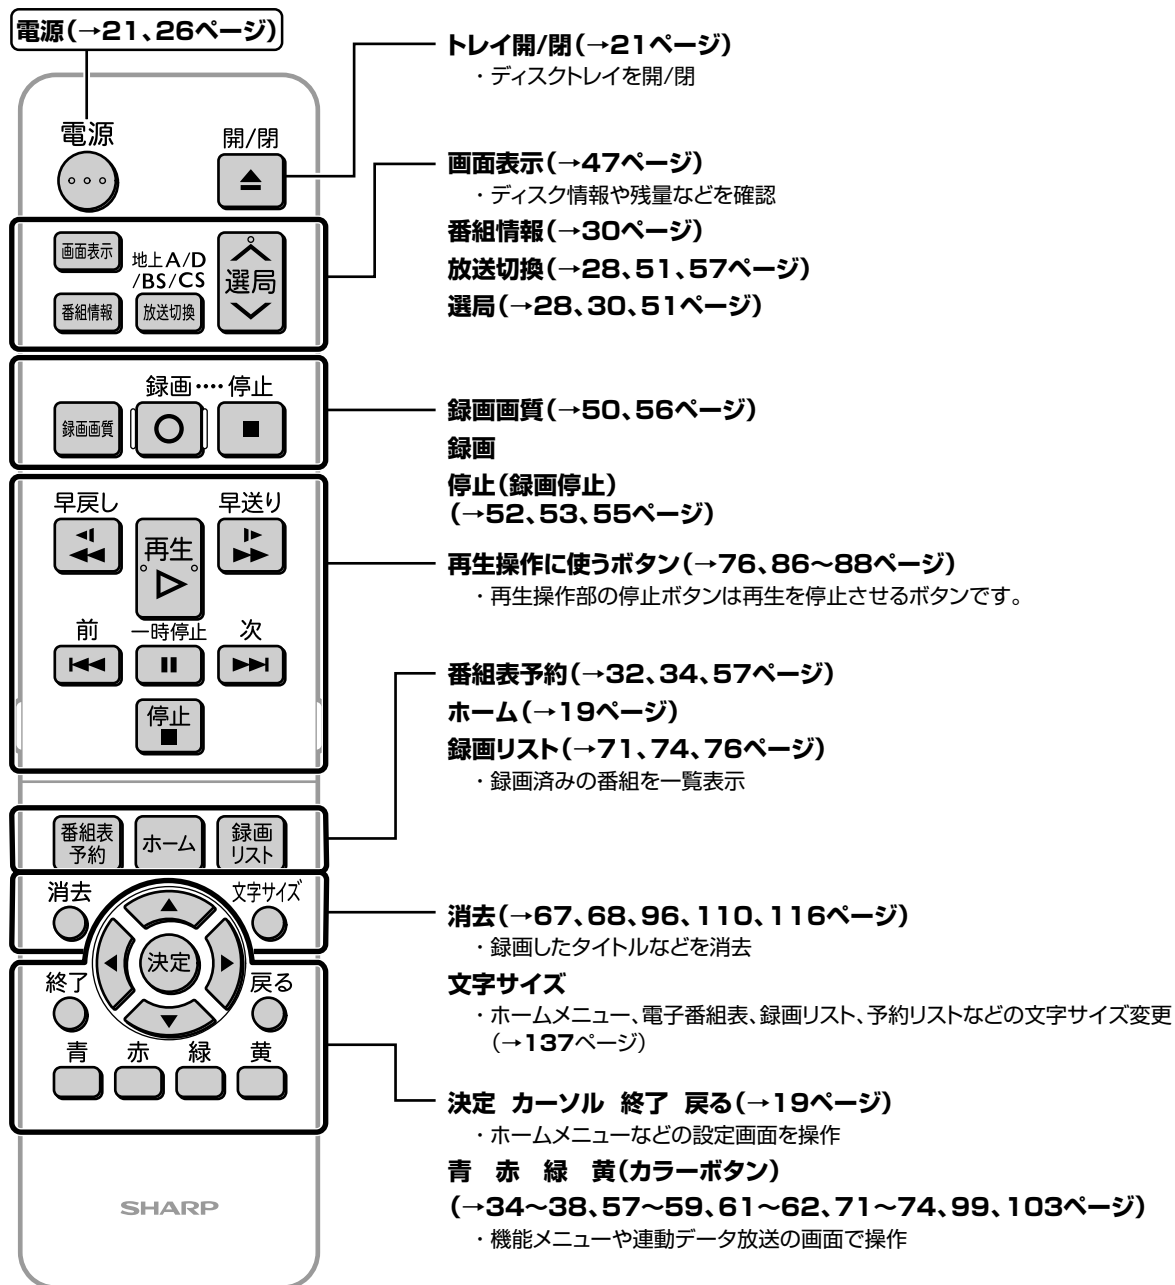 電源（→21、26ページ）
トレイ開/閉（→21ページ）
・ディスクトレイを開/閉
電源
開/閉
画面表示（→47ページ）
・ディスク情報や残量などを確認
番組情報（→30ページ）
放送切換（→28、51、57ページ）
選局（→28、30、51ページ）
画面表示
地上A/D
/BS/CS
選局
番組情報
放送切換
録画････停止
録画画質
録画画質（→50、56ページ）
録画
停止（録画停止）
（→52、53、55ページ）
早戻し
早送り
再生
再生操作に使うボタン（→76、86〜88ページ）
・再生操作部の停止ボタンは再生を停止させるボタンです。
前
一時停止
次
停止
番組表予約（→32、34、57ページ）
ホーム（→19ページ）
録画リスト（→71、74、76ページ）
・録画済みの番組を一覧表示
番組表
予約
ホーム
録画
リスト
消去
文字サイズ
決定
消去（→67、68、96、110、116ページ）
・録画したタイトルなどを消去
文字サイズ
・ホームメニュー、電子番組表、録画リスト、予約リストなどの文字サイズ変更
（→137ページ）
終了
戻る
青 赤 緑 黄
決定 カーソル 終了 戻る（→19ページ）
・ホームメニューなどの設定画面を操作
青 赤 緑 黄（カラーボタン）
（→34〜38、57〜59、61〜62、71〜74、99、103ページ）
・機能メニューや連動データ放送の画面で操作
SHARP